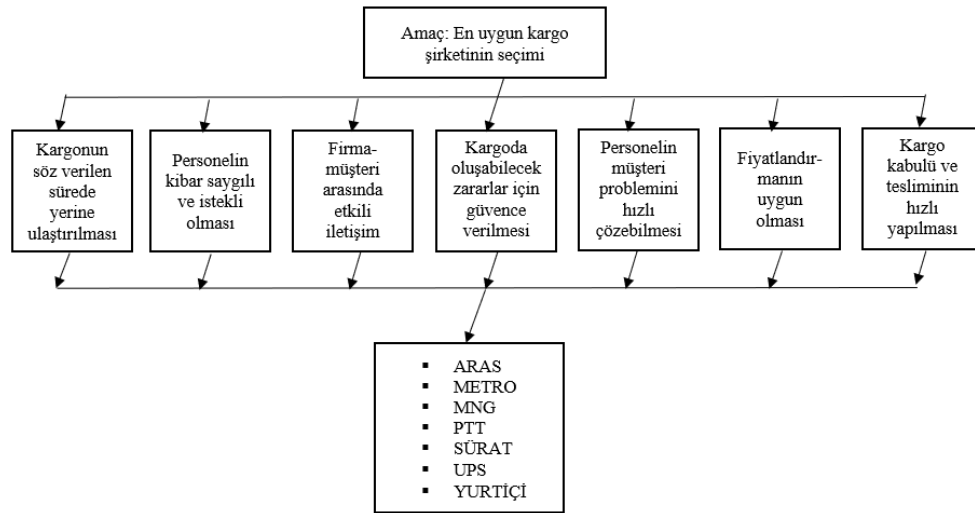 Amaç: En uygun kargo
şirketinin seçimi
Kargonun
söz verilen
sürede
yerine
ulaştırılması
Personelin
kibar saygılı
ve istekli
olması
Firma-
müşteri
arasında
etkili
iletişim
Kargoda
oluşabilecek
zararlar için
güvence
verilmesi
Personelin
müşteri
problemini
hızlı
çözebilmesi
Fiyatlandır-
manın
uygun
olması
Kargo
kabulü ve
tesliminin
hızlı
yapılması
▪ ARAS
▪ METRO
▪ MNG
▪ PTT
▪ SÜRAT
▪ UPS
▪ YURTİÇİ